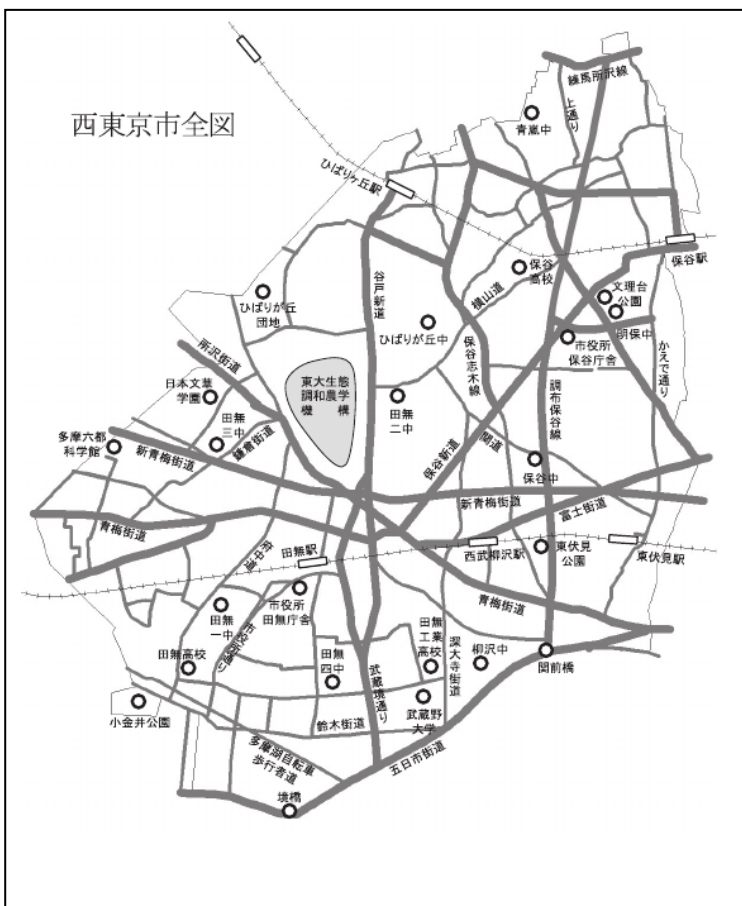 練馬所沢線
上通り
青嵐中
西東京市全図
ひばりヶ丘駅
保谷駅
保谷
高校
谷戸新道
横山道
文理台
公園
ひばりが丘
団地
ひばりが丘中
明保中
市役所
保谷庁舎
かえで通り
所沢街道
保谷志木線
調布保谷線
東大生態
調和農学
機構
日本文華
学園
田無
二中
田無
三中
鎌倉街道
多摩六都
科学館
新青梅街道
保谷新道
関道
保谷中
新青梅街道
富士街道
青梅街道
府中道
田無駅
西武柳沢駅
東伏見
公園
東伏見駅
市役所
田無庁舎
青梅街道
田無
一中
市役所通り
田無高校
田無
四中
田無
工業
高校
深大寺街道
柳沢中
関前橋
武蔵境通り
小金井公園
鈴木街道
武蔵野
大学
五日市街道
多摩湖自転車
歩行者道
境橋